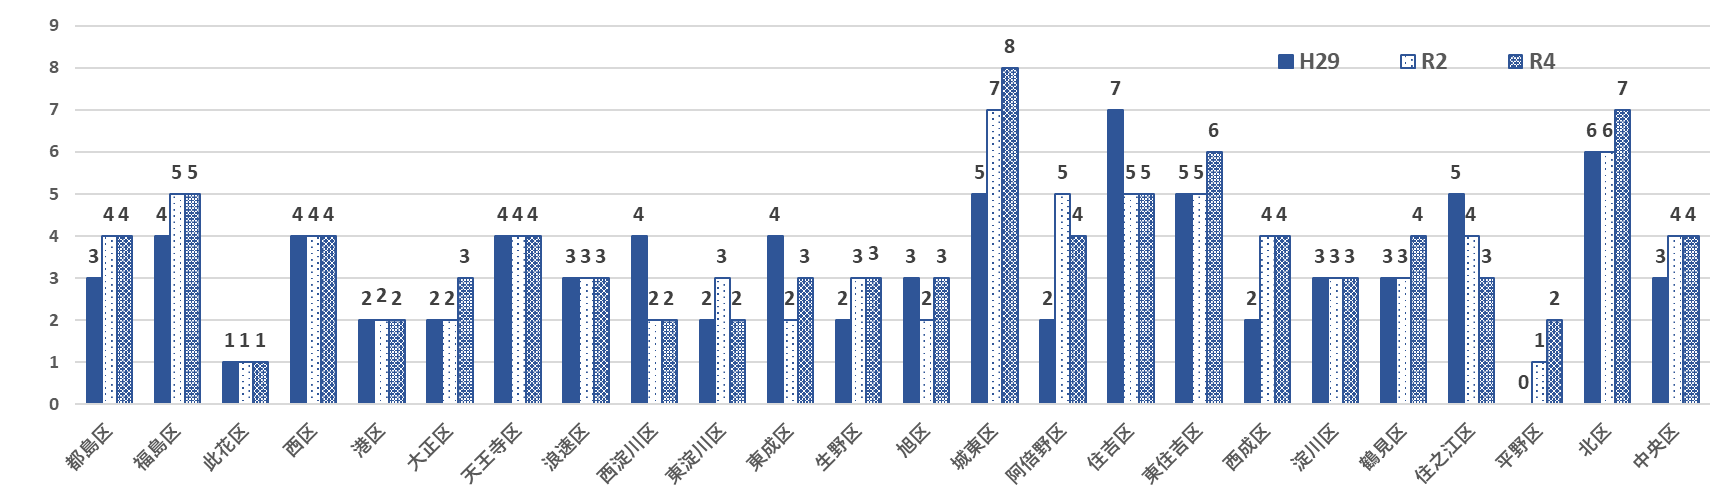 9
8
7
6
5
4
3
2
1
0
H29 R2 R4
3 4 4
4 5 5
1 1 1
4 4 4
2 2 2
2 2 3
4 4 4
3 3 3
4 2 2
2 3 2
4 2 3
2 3 3
3 2 3
5 7 8
2 5 4
7 5 5
5 5 6
2 4 4
3 3 3
3 3 4
5 4 3
0 1 2
6 6 7
3 4 4
都島区
福島区
此花区
西区
港区
大正区
天王寺区
浪速区
西淀川区
東淀川区
東成区
生野区
旭区
城東区
阿倍野区
住吉区
東住吉区
西成区
淀川区
鶴見区
住之江区
平野区
北区
中央区